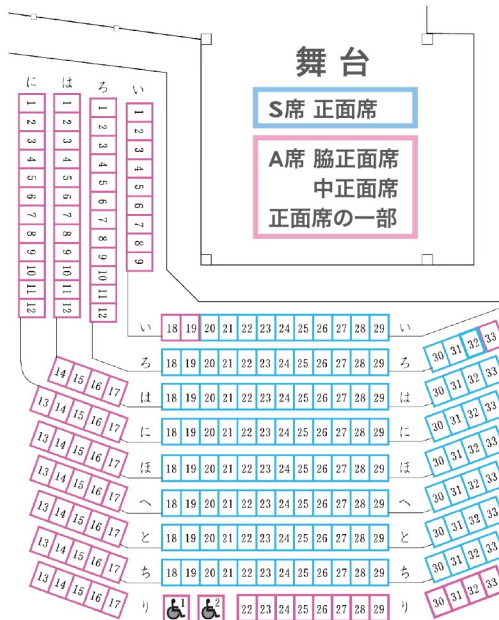 舞台
S席 正面席
A席 脇正面席
中正面席
正面席の一部
に は ろ い
1 1 1 1
2 2 2 2
3 3 3 3
4 4 4 4
5 5 5 5
6 6 6 6
7 7 7 7
8 8 8 8
9 9 9 9
10 10 10
11 11 11
12 12 12
い 18 19 20 21 22 23 24 25 26 27 28 29 い
30 31 32 33
ろ 18 19 20 21 22 23 24 25 26 27 28 29 ろ
14 15 16 17 は 18 19 20 21 22 23 24 25 26 27 28 29 は 30 31 32 33
13 14 15 16 17 に 18 19 20 21 22 23 24 25 26 27 28 29 に 30 31 32 33
13 14 15 16 17 ほ 18 19 20 21 22 23 24 25 26 27 28 29 ほ 30 31 32 33
13 14 15 16 17 へ 18 19 20 21 22 23 24 25 26 27 28 29 へ 30 31 32 33
13 14 15 16 17 と 18 19 20 21 22 23 24 25 26 27 28 29 と 30 31 32 33
13 14 15 16 17 ち 18 19 20 21 22 23 24 25 26 27 28 29 ち 30 31 32 33
13 14 15 16 17 り 1 2 22 23 24 25 26 27 28 29 り 30 31 32 33